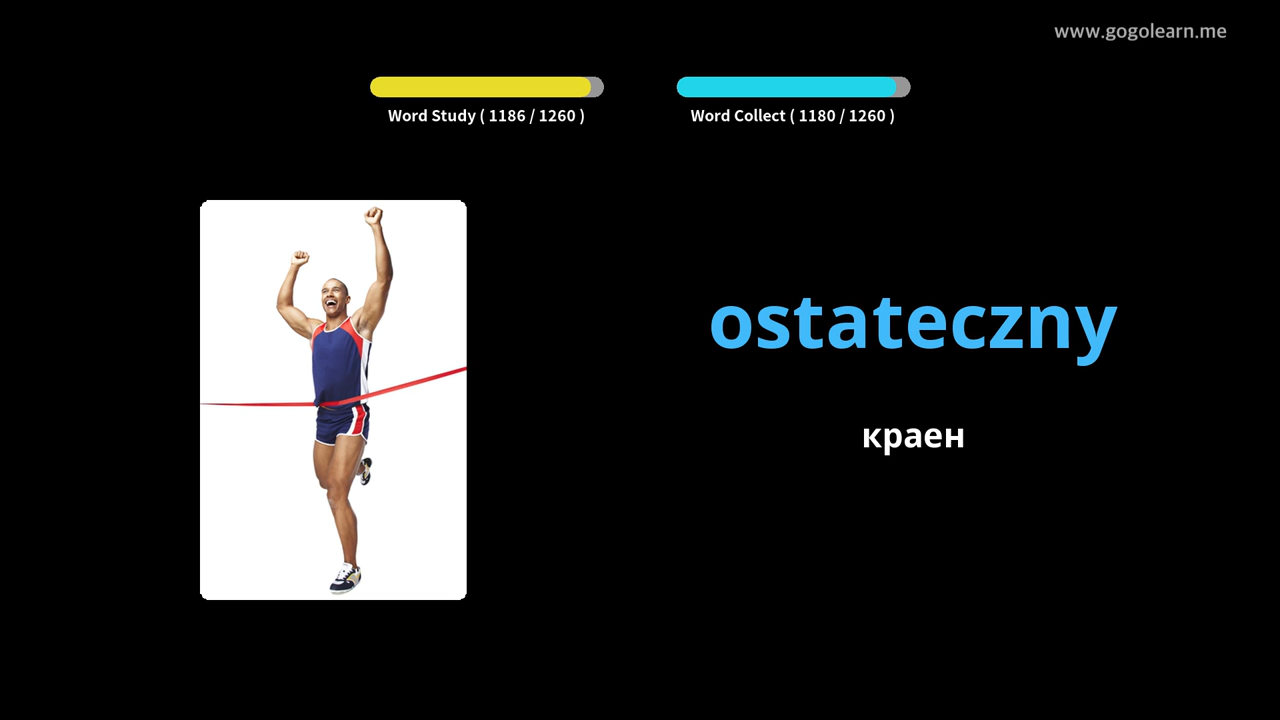 www.gogolearn.me
Word Study ( 1186 / 1260 )
Word Collect ( 1180 / 1260 )
ostateczny
краен